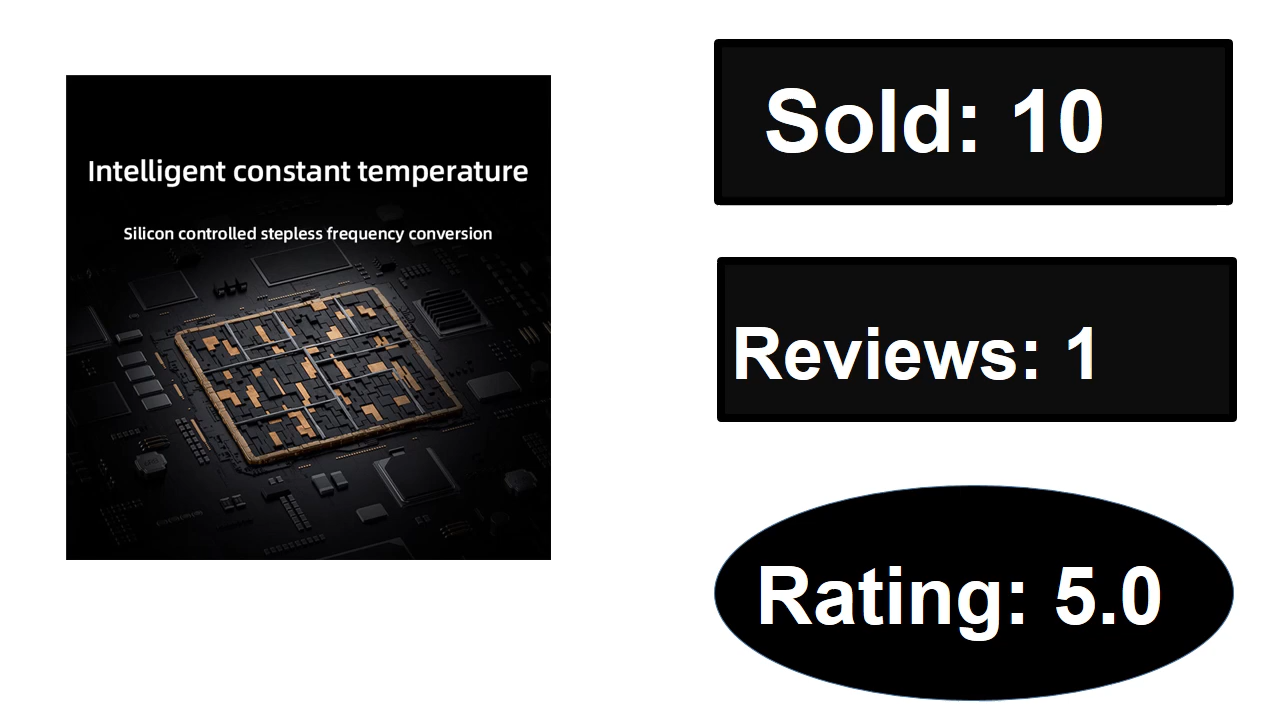 Intelligent constant temperature
Silicon controlled stepless frequency conversion
Sold: 10
Reviews: 1
Rating: 5.0